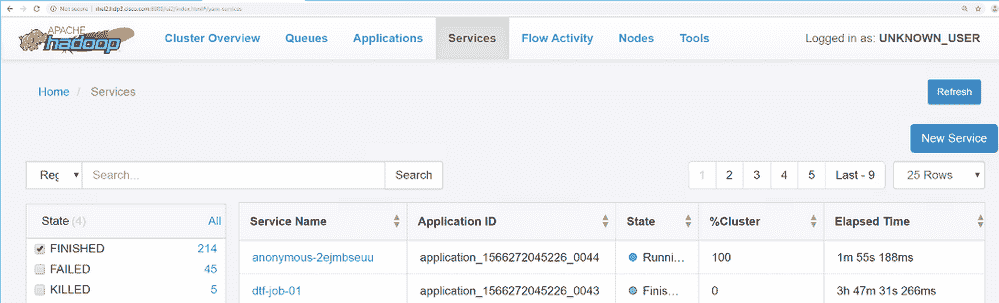 Not secure
APACHE
hadoop
Cluster Overview
Queues
Applications
Services
Flow Activity
Nodes
Tools
Logged in as: UNKNOWN_USER
Home / Services
Refresh
New Service
Reg
Search...
Search
1 2 3 4 5 Last - 9
25 Rows
State (4) All
Service Name Application ID State %Cluster Elapsed Time
FINISHED 214
FAILED 45
KILLED 5
anonymous-2ejmbseuu application_1566272045226_0044 Runni... 100 1m 55s 188ms
dtf-job-01 application_1566272045226_0043 Finis... 0 3h 47m 31s 266ms